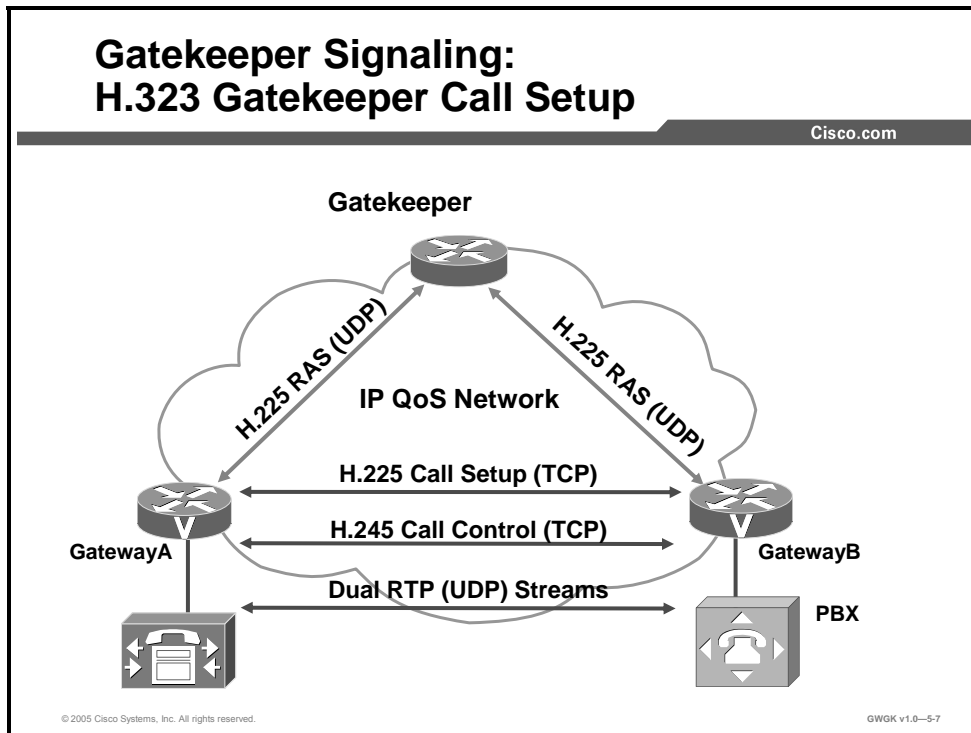 Gatekeeper Signaling:
H.323 Gatekeeper Call Setup
Cisco.com
Gatekeeper
H.225 RAS (UDP)
H.225 RAS (UDP)
IP QoS Network
H.225 Call Setup (TCP)
V
V
H.245 Call Control (TCP)
GatewayA
GatewayB
Dual RTP (UDP) Streams
PBX
© 2005 Cisco Systems, Inc. All rights reserved.
GWGK v1.0—5-7